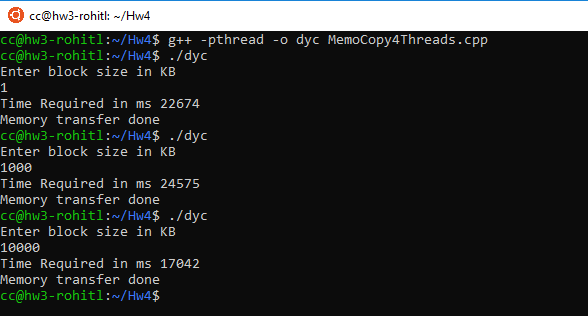 cc@hw3-rohitl: ~/Hw4
cc@hw3-rohitl:~/Hw4$ g++ -pthread -o dyc MemoCopy4Threads.cpp
cc@hw3-rohitl:~/Hw4$ ./dyc
Enter block size in KB
1
Time Required in ms 22674
Memory transfer done
cc@hw3-rohitl:~/Hw4$ ./dyc
Enter block size in KB
1000
Time Required in ms 24575
Memory transfer done
cc@hw3-rohitl:~/Hw4$ ./dyc
Enter block size in KB
10000
Time Required in ms 17042
Memory transfer done
cc@hw3-rohitl:~/Hw4$